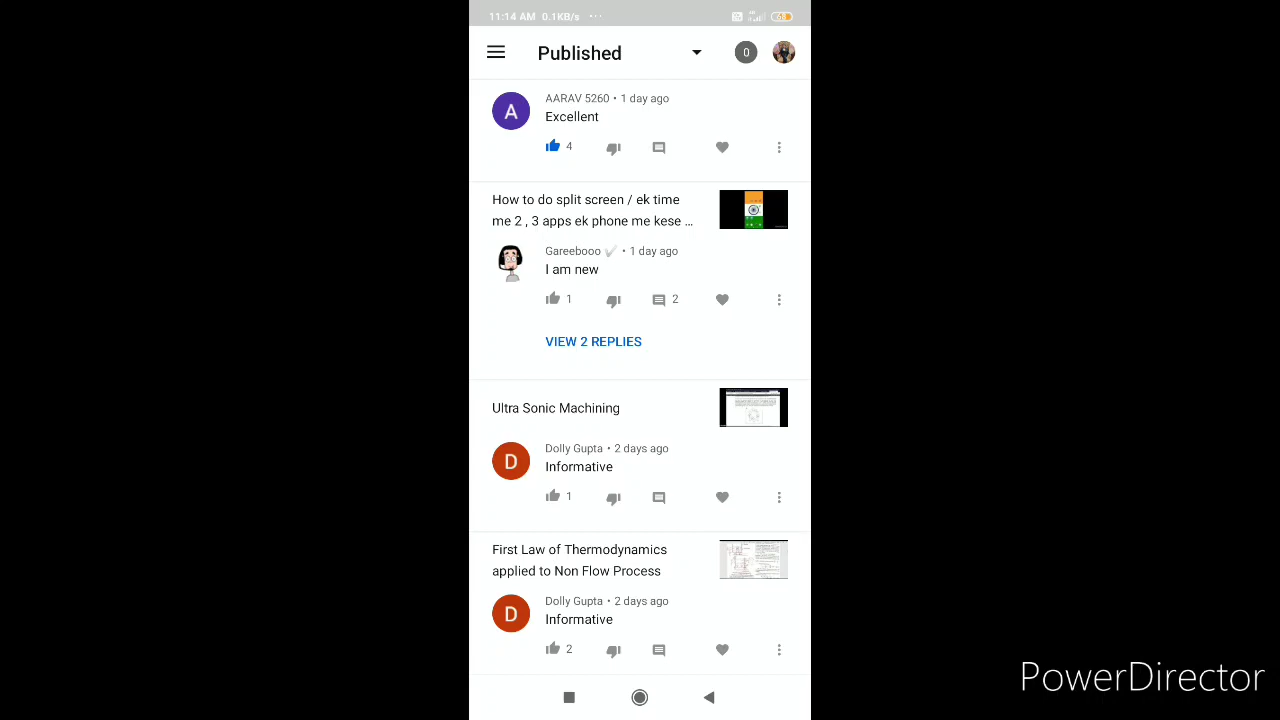 11:14 AM 0.1KB/s ...
Published
0
A
AARAV 5260 • 1 day ago
Excellent
4
How to do split screen / ek time
me 2 , 3 apps ek phone me kese ...
Gareebooo ✓ • 1 day ago
I am new
1
2
VIEW 2 REPLIES
Ultra Sonic Machining
D
Dolly Gupta • 2 days ago
Informative
1
First Law of Thermodynamics
applied to Non Flow Process
D
Dolly Gupta • 2 days ago
Informative
2
PowerDirector